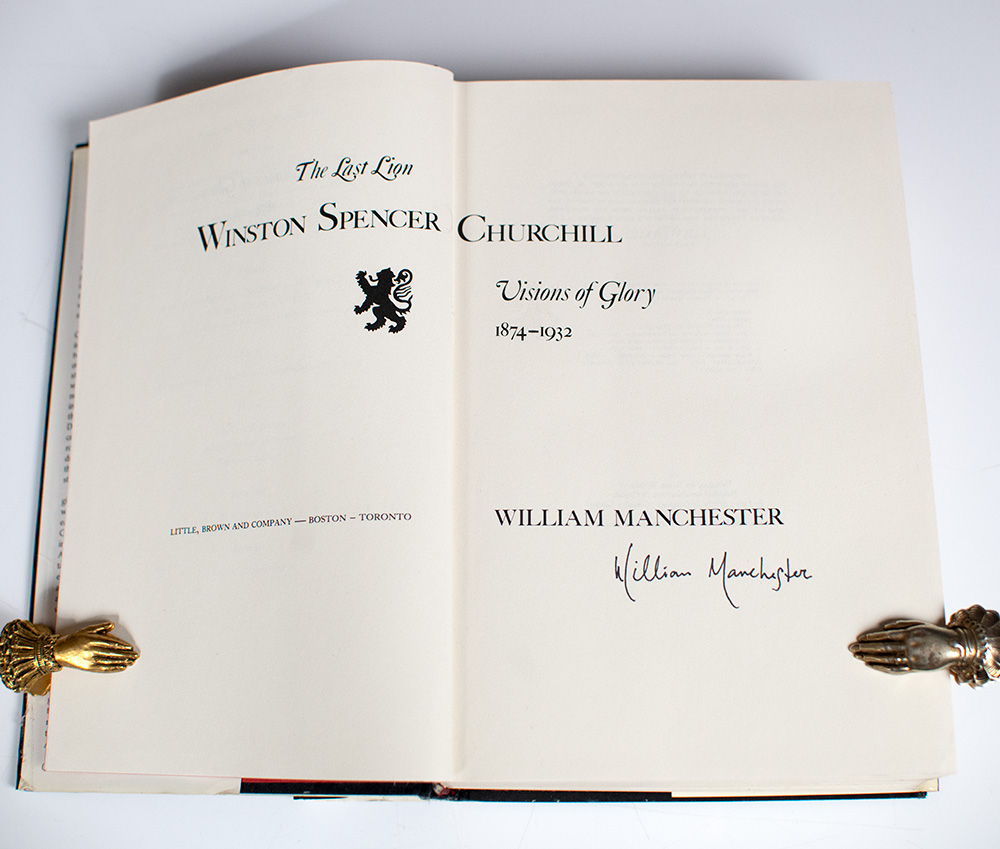 The Last Lion
WINSTON SPENCER CHURCHILL
Visions of Glory
1874–1932
LITTLE, BROWN AND COMPANY — BOSTON – TORONTO
WILLIAM MANCHESTER
William Manchester